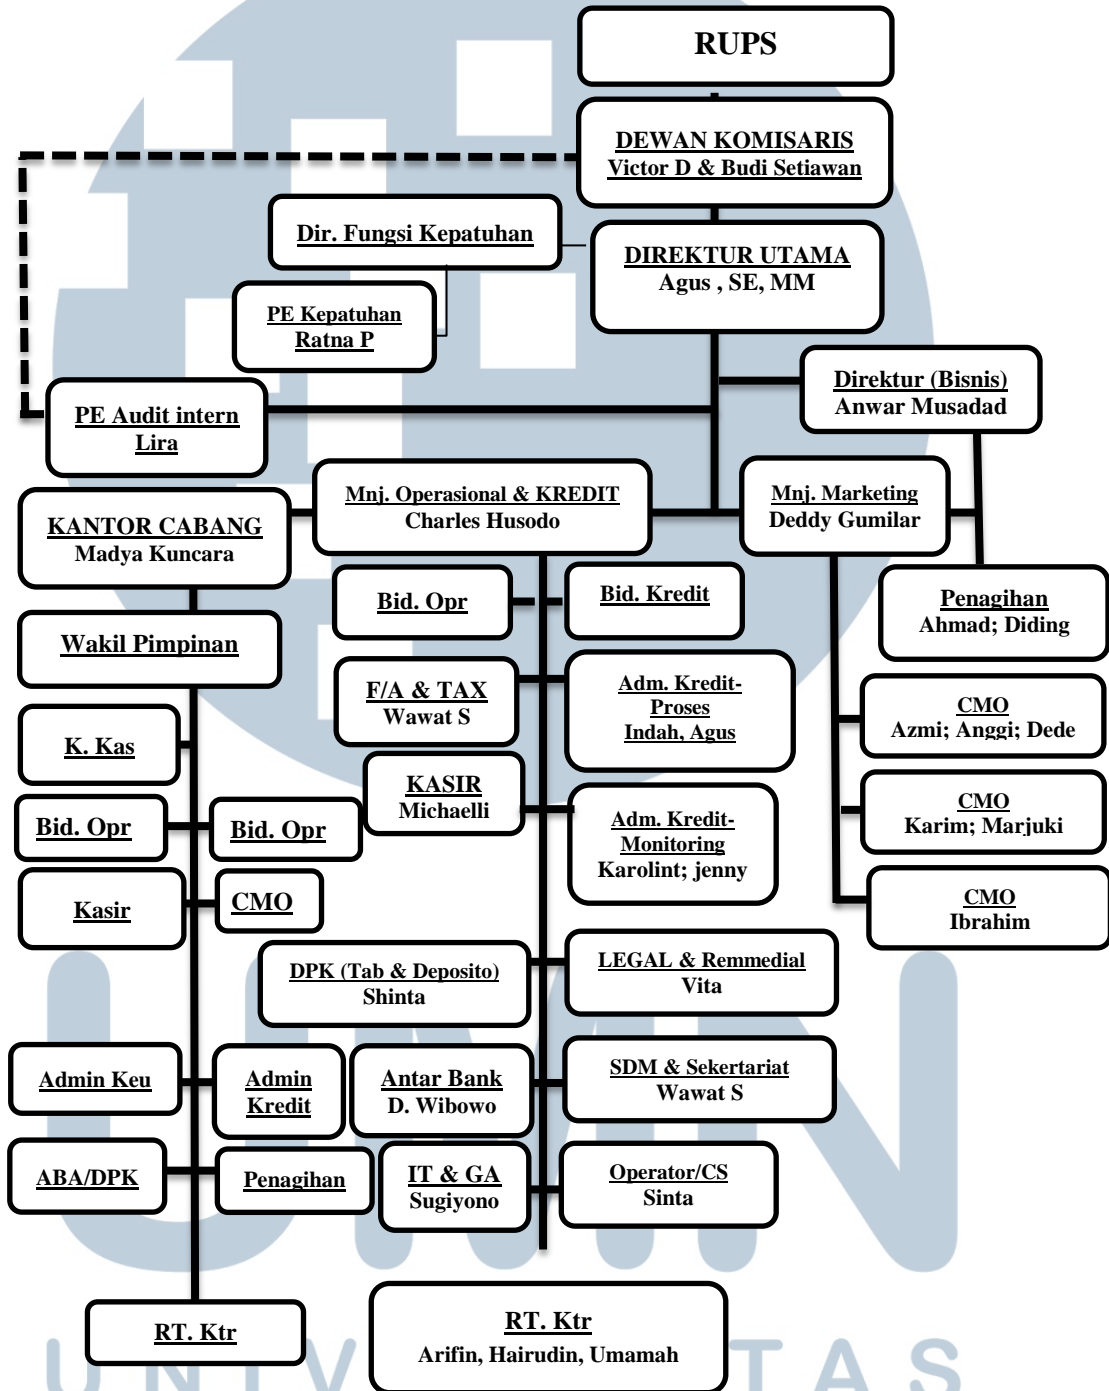 RUPS
DEWAN KOMISARIS
Victor D & Budi Setiawan
Dir. Fungsi Kepatuhan
DIREKTUR UTAMA
Agus , SE, MM
PE Kepatuhan
Ratna P
Direktur (Bisnis)
Anwar Musadad
PE Audit intern
Lira
Mnj. Operasional & KREDIT
Charles Husodo
Mnj. Marketing
Deddy Gumilar
KANTOR CABANG
Madya Kuncara
Bid. Opr
Bid. Kredit
Penagihan
Ahmad; Diding
Wakil Pimpinan
F/A & TAX
Wawat S
Adm. Kredit-
Proses
Indah, Agus
CMO
Azmi; Anggi; Dede
K. Kas
KASIR
Michaelli
CMO
Karim; Marjuki
Bid. Opr
Bid. Opr
Adm. Kredit-
Monitoring
Karolint; jenny
Kasir
CMO
CMO
Ibrahim
DPK (Tab & Deposito)
Shinta
LEGAL & Remmedial
Vita
Admin Keu
Admin
Kredit
Antar Bank
D. Wibowo
SDM & Sekertariat
Wawat S
ABA/DPK
Penagihan
IT & GA
Sugiyono
Operator/CS
Sinta
RT. Ktr
RT. Ktr
Arifin, Hairudin, Umamah
UMN